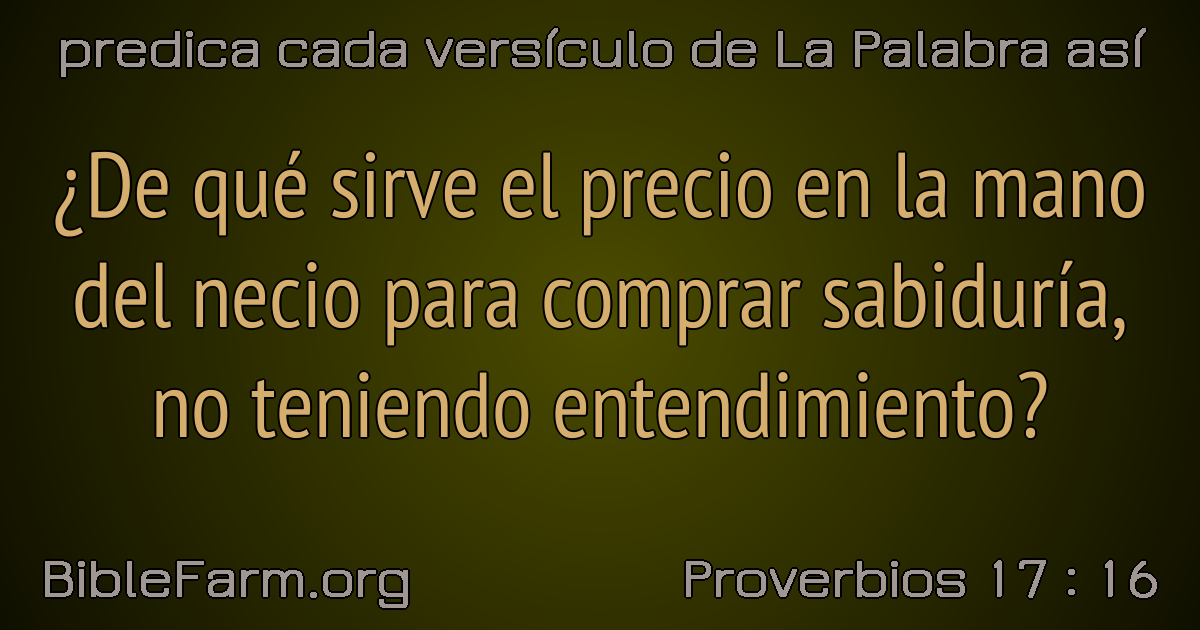 predica cada versículo de La Palabra así
¿De qué sirve el precio en la mano
del necio para comprar sabiduría,
no teniendo entendimiento?
BibleFarm.org
Proverbios 17 : 16